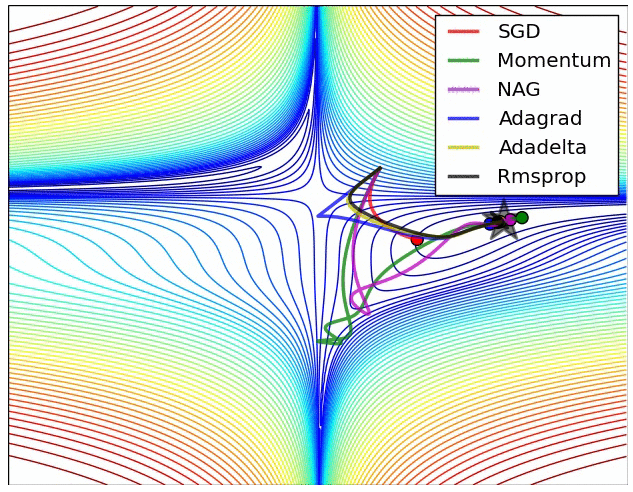 SGD
Momentum
NAG
Adagrad
Adadelta
Rmsprop